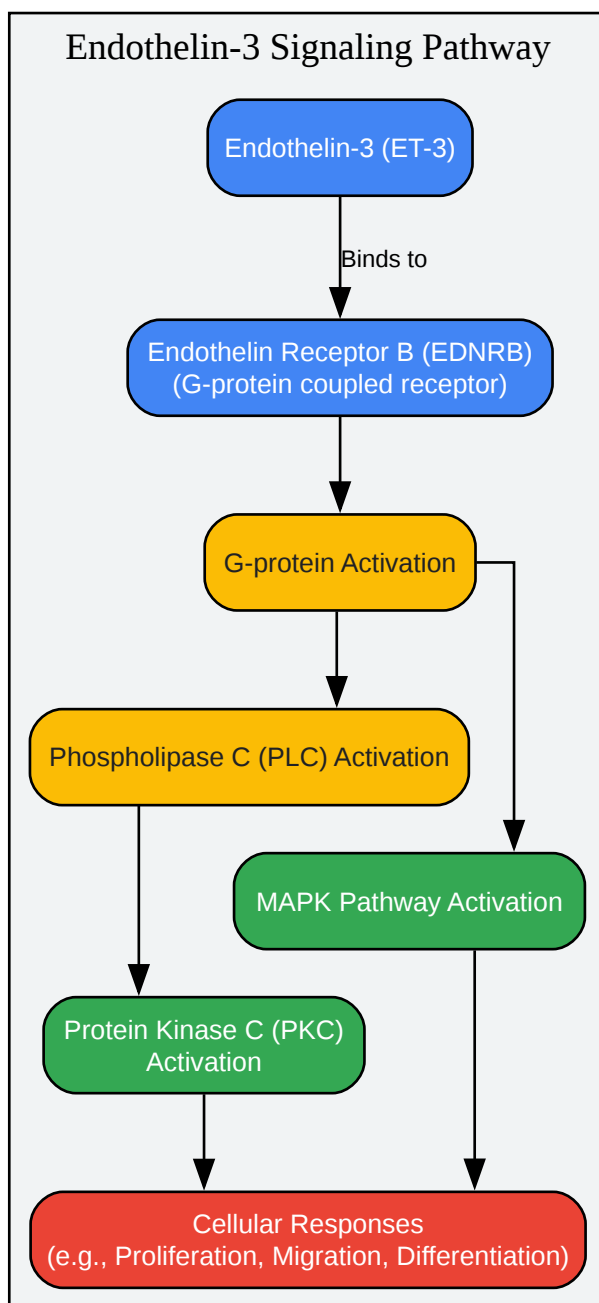 Endothelin-3 Signaling Pathway
Endothelin-3 (ET-3)
Binds to
Endothelin Receptor B (EDNRB)
(G-protein coupled receptor)
G-protein Activation
Phospholipase C (PLC) Activation
MAPK Pathway Activation
Protein Kinase C (PKC)
Activation
Cellular Responses
(e.g., Proliferation, Migration, Differentiation)